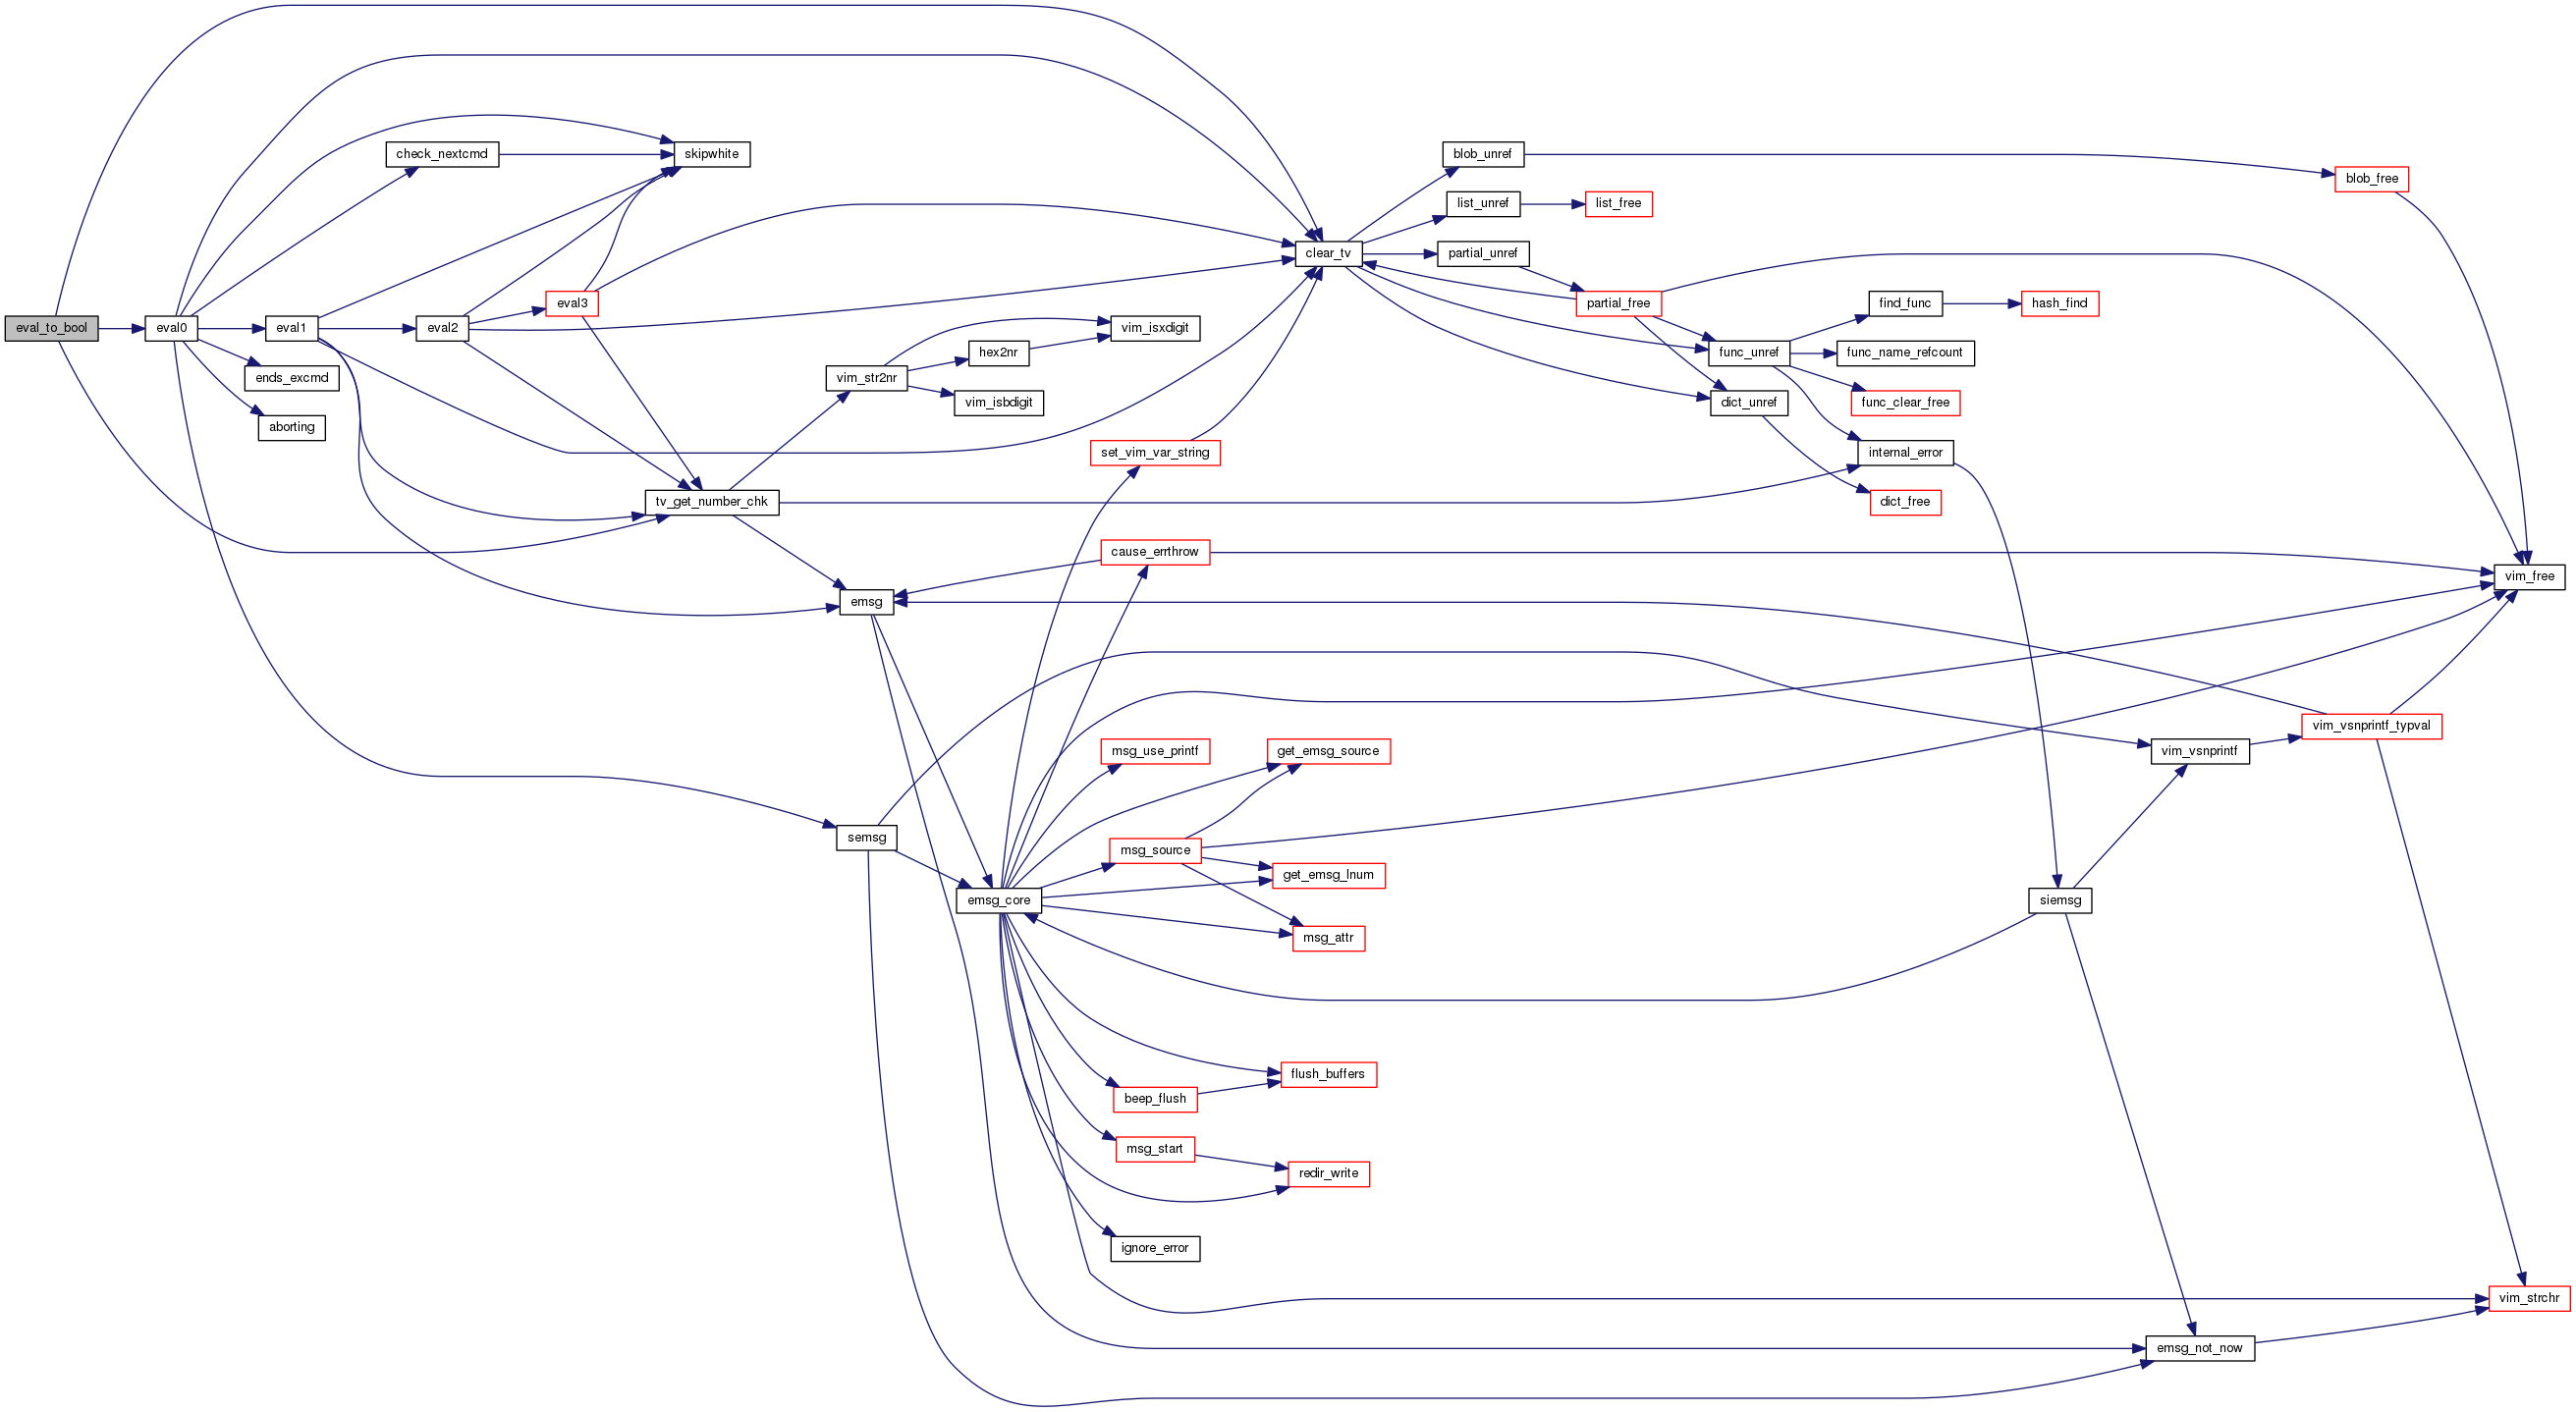 eval_to_bool
eval0
eval1
ends_excmd
aborting
check_nextcmd
eval2
eval3
skipwhite
tv_get_number_chk
vim_str2nr
hex2nr
vim_isbdigit
vim_isxdigit
emsg
semsg
emsg_core
set_vim_var_string
cause_errthrow
msg_use_printf
msg_source
beep_flush
msg_start
ignore_error
clear_tv
get_emsg_source
get_emsg_lnum
msg_attr
flush_buffers
redir_write
blob_unref
list_unref
partial_unref
list_free
partial_free
func_unref
dict_unref
find_func
func_name_refcount
func_clear_free
internal_error
dict_free
hash_find
siemsg
vim_vsnprintf
emsg_not_now
blob_free
vim_vsnprintf_typval
vim_free
vim_strchr